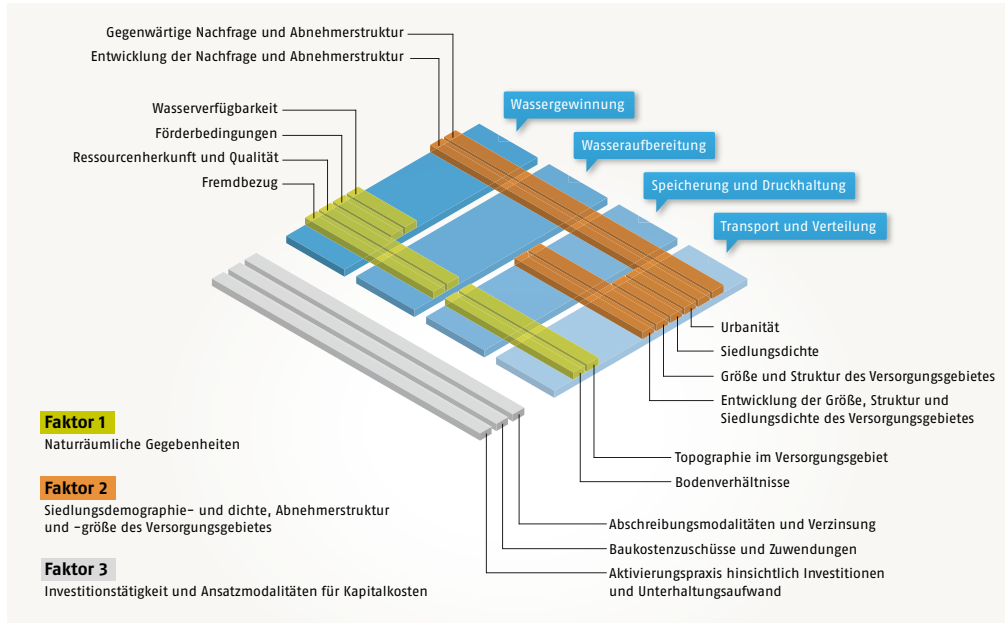 Gegenwärtige Nachfrage und Abnehmerstruktur
Entwicklung der Nachfrage und Abnehmerstruktur
Wasserverfügbarkeit
Förderbedingungen
Ressourcenherkunft und Qualität
Fremdbezug
Wassergewinnung
Wasseraufbereitung
Speicherung und Druckhaltung
Transport und Verteilung
Urbanität
Siedlungsdichte
Größe und Struktur des Versorgungsgebietes
Entwicklung der Größe, Struktur und
Siedlungsdichte des Versorgungsgebietes
Topographie im Versorgungsgebiet
Bodenverhältnisse
Abschreibungsmodalitäten und Verzinsung
Baukostenzuschüsse und Zuwendungen
Aktivierungspraxis hinsichtlich Investitionen
und Unterhaltungsaufwand
Faktor 1
Naturräumliche Gegebenheiten
Faktor 2
Siedlungsdemographie- und dichte, Abnehmerstruktur
und -größe des Versorgungsgebietes
Faktor 3
Investitionstätigkeit und Ansatzmodalitäten für Kapitalkosten